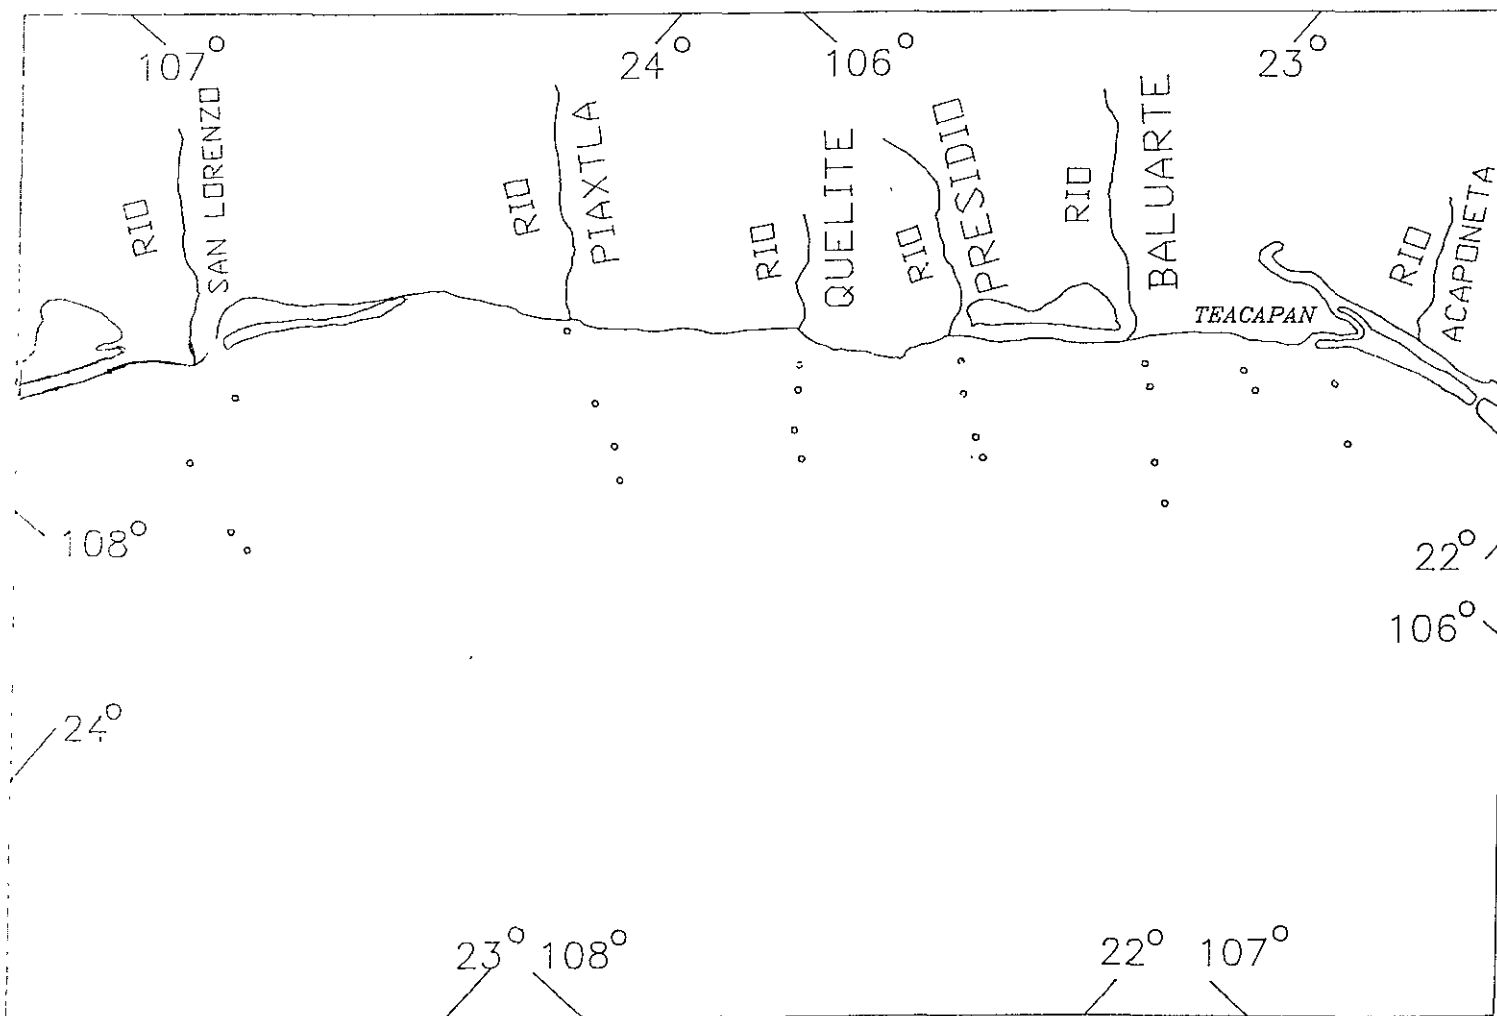 107°
24°
106°
23°
RIO
SAN LORENZO
RIO
PIAXTLA
RIO
QUELITE
RIO
PRESIDIO
RIO
BALUARTE
TEACAPAN
RIO
ACAPONETA
108°
22°
106°
24°
23°
108°
22°
107°